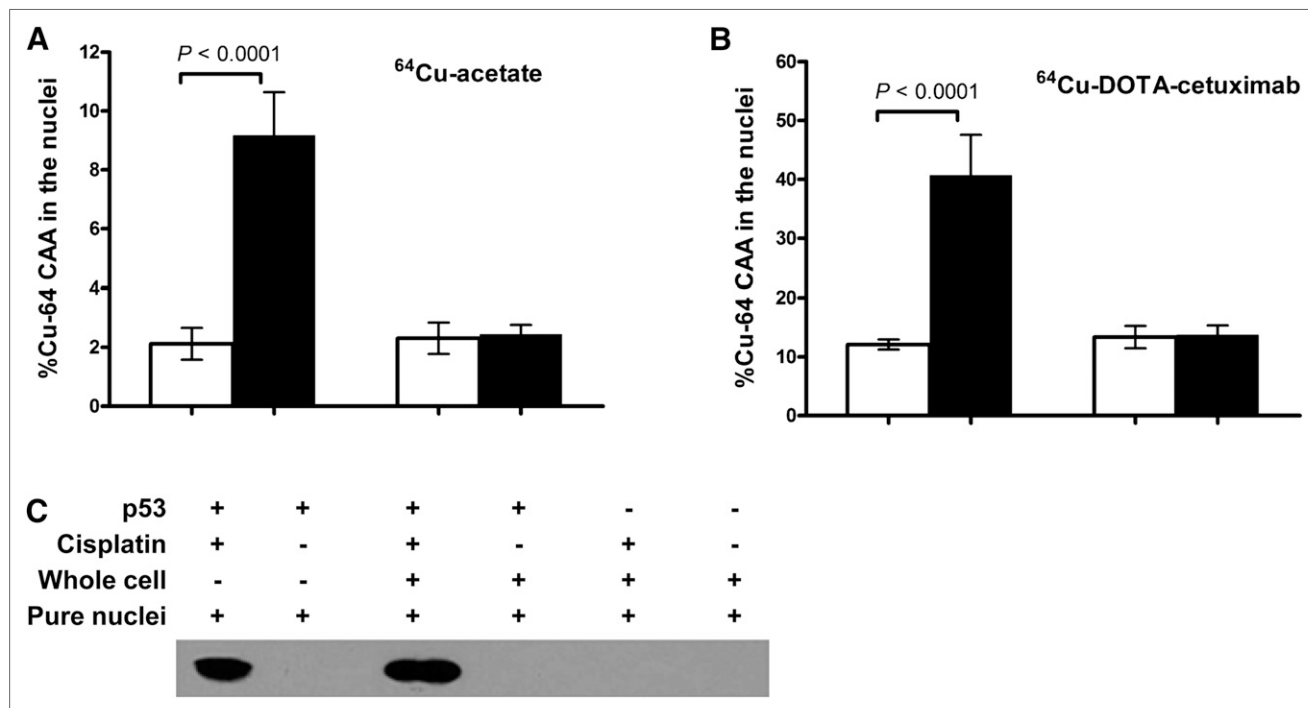 A
12
10
8
6
4
2
0
%Cu-64 CAA in the nuclei
P < 0.0001
64Cu-acetate
B
60
50
40
30
20
10
0
%Cu-64 CAA in the nuclei
P < 0.0001
64Cu-DOTA-cetuximab
C
p53 + + + + - -
Cisplatin + - + - + -
Whole cell - - + + + +
Pure nuclei + + + + + +